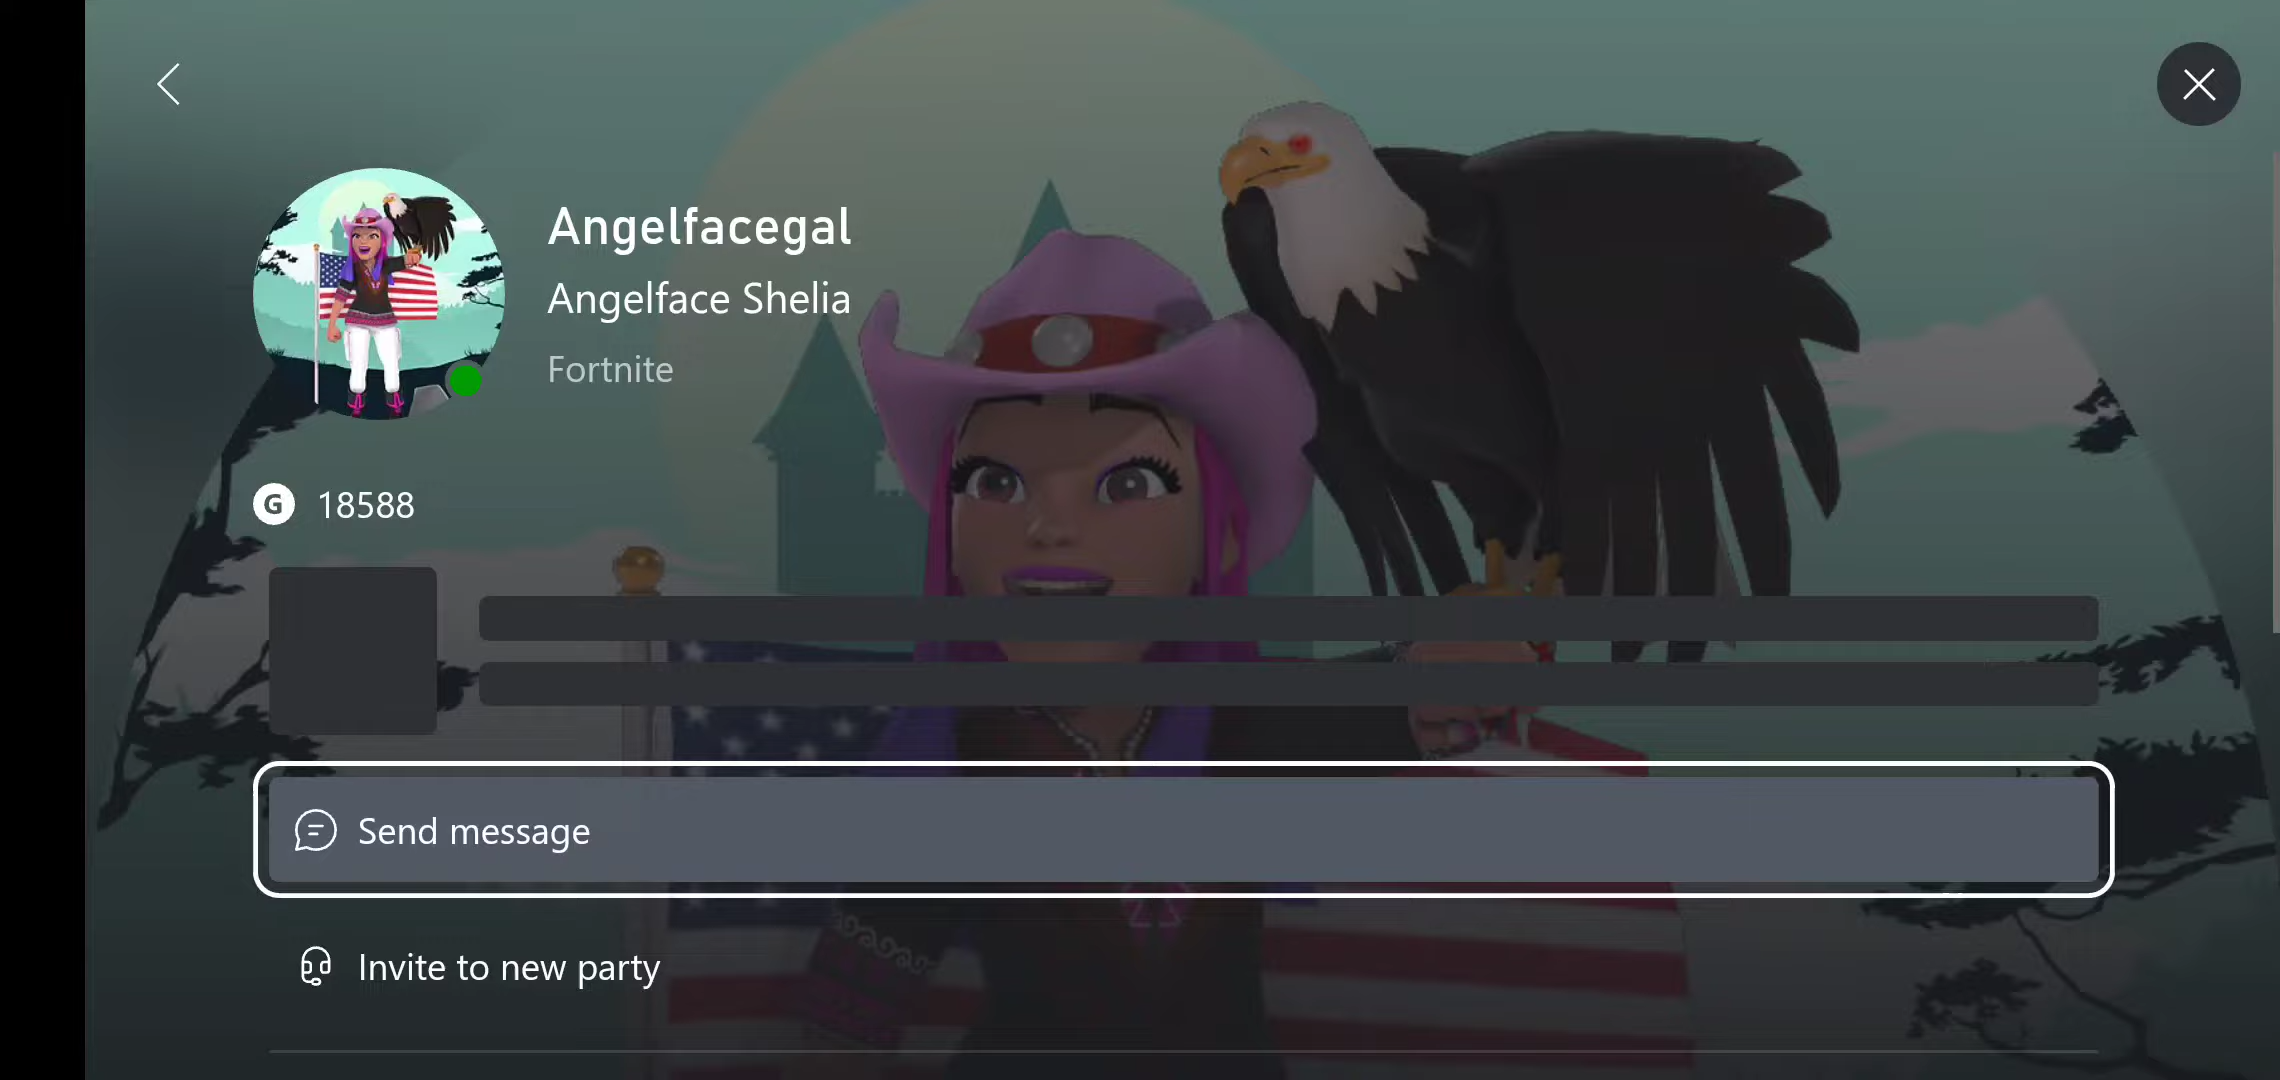 Angelfacegal
Angelface Shelia
Fortnite
G 18588
Send message
Invite to new party